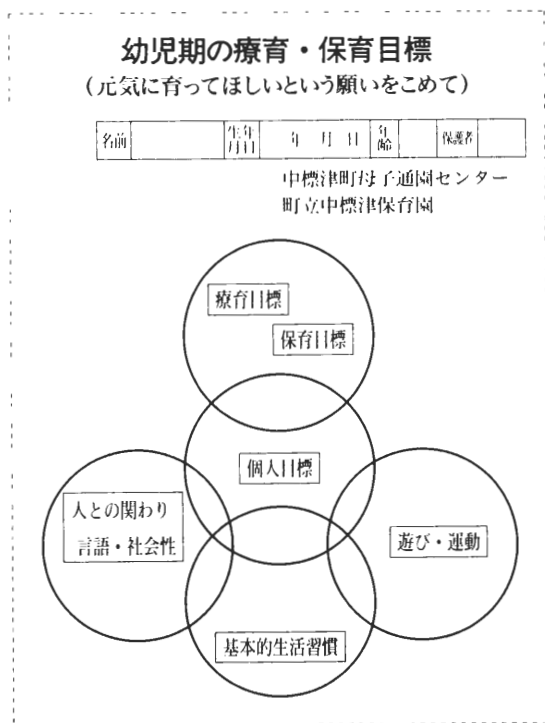 幼児期の療育・保育目標
(元気に育ってほしいという願いをこめて)
名前 生年月日 年 月 日 年齢 保護者
中標津町母子通園センター
町立中標津保育園
療育目標
保育目標
個人目標
人との関わり
言語・社会性
遊び・運動
基本的生活習慣